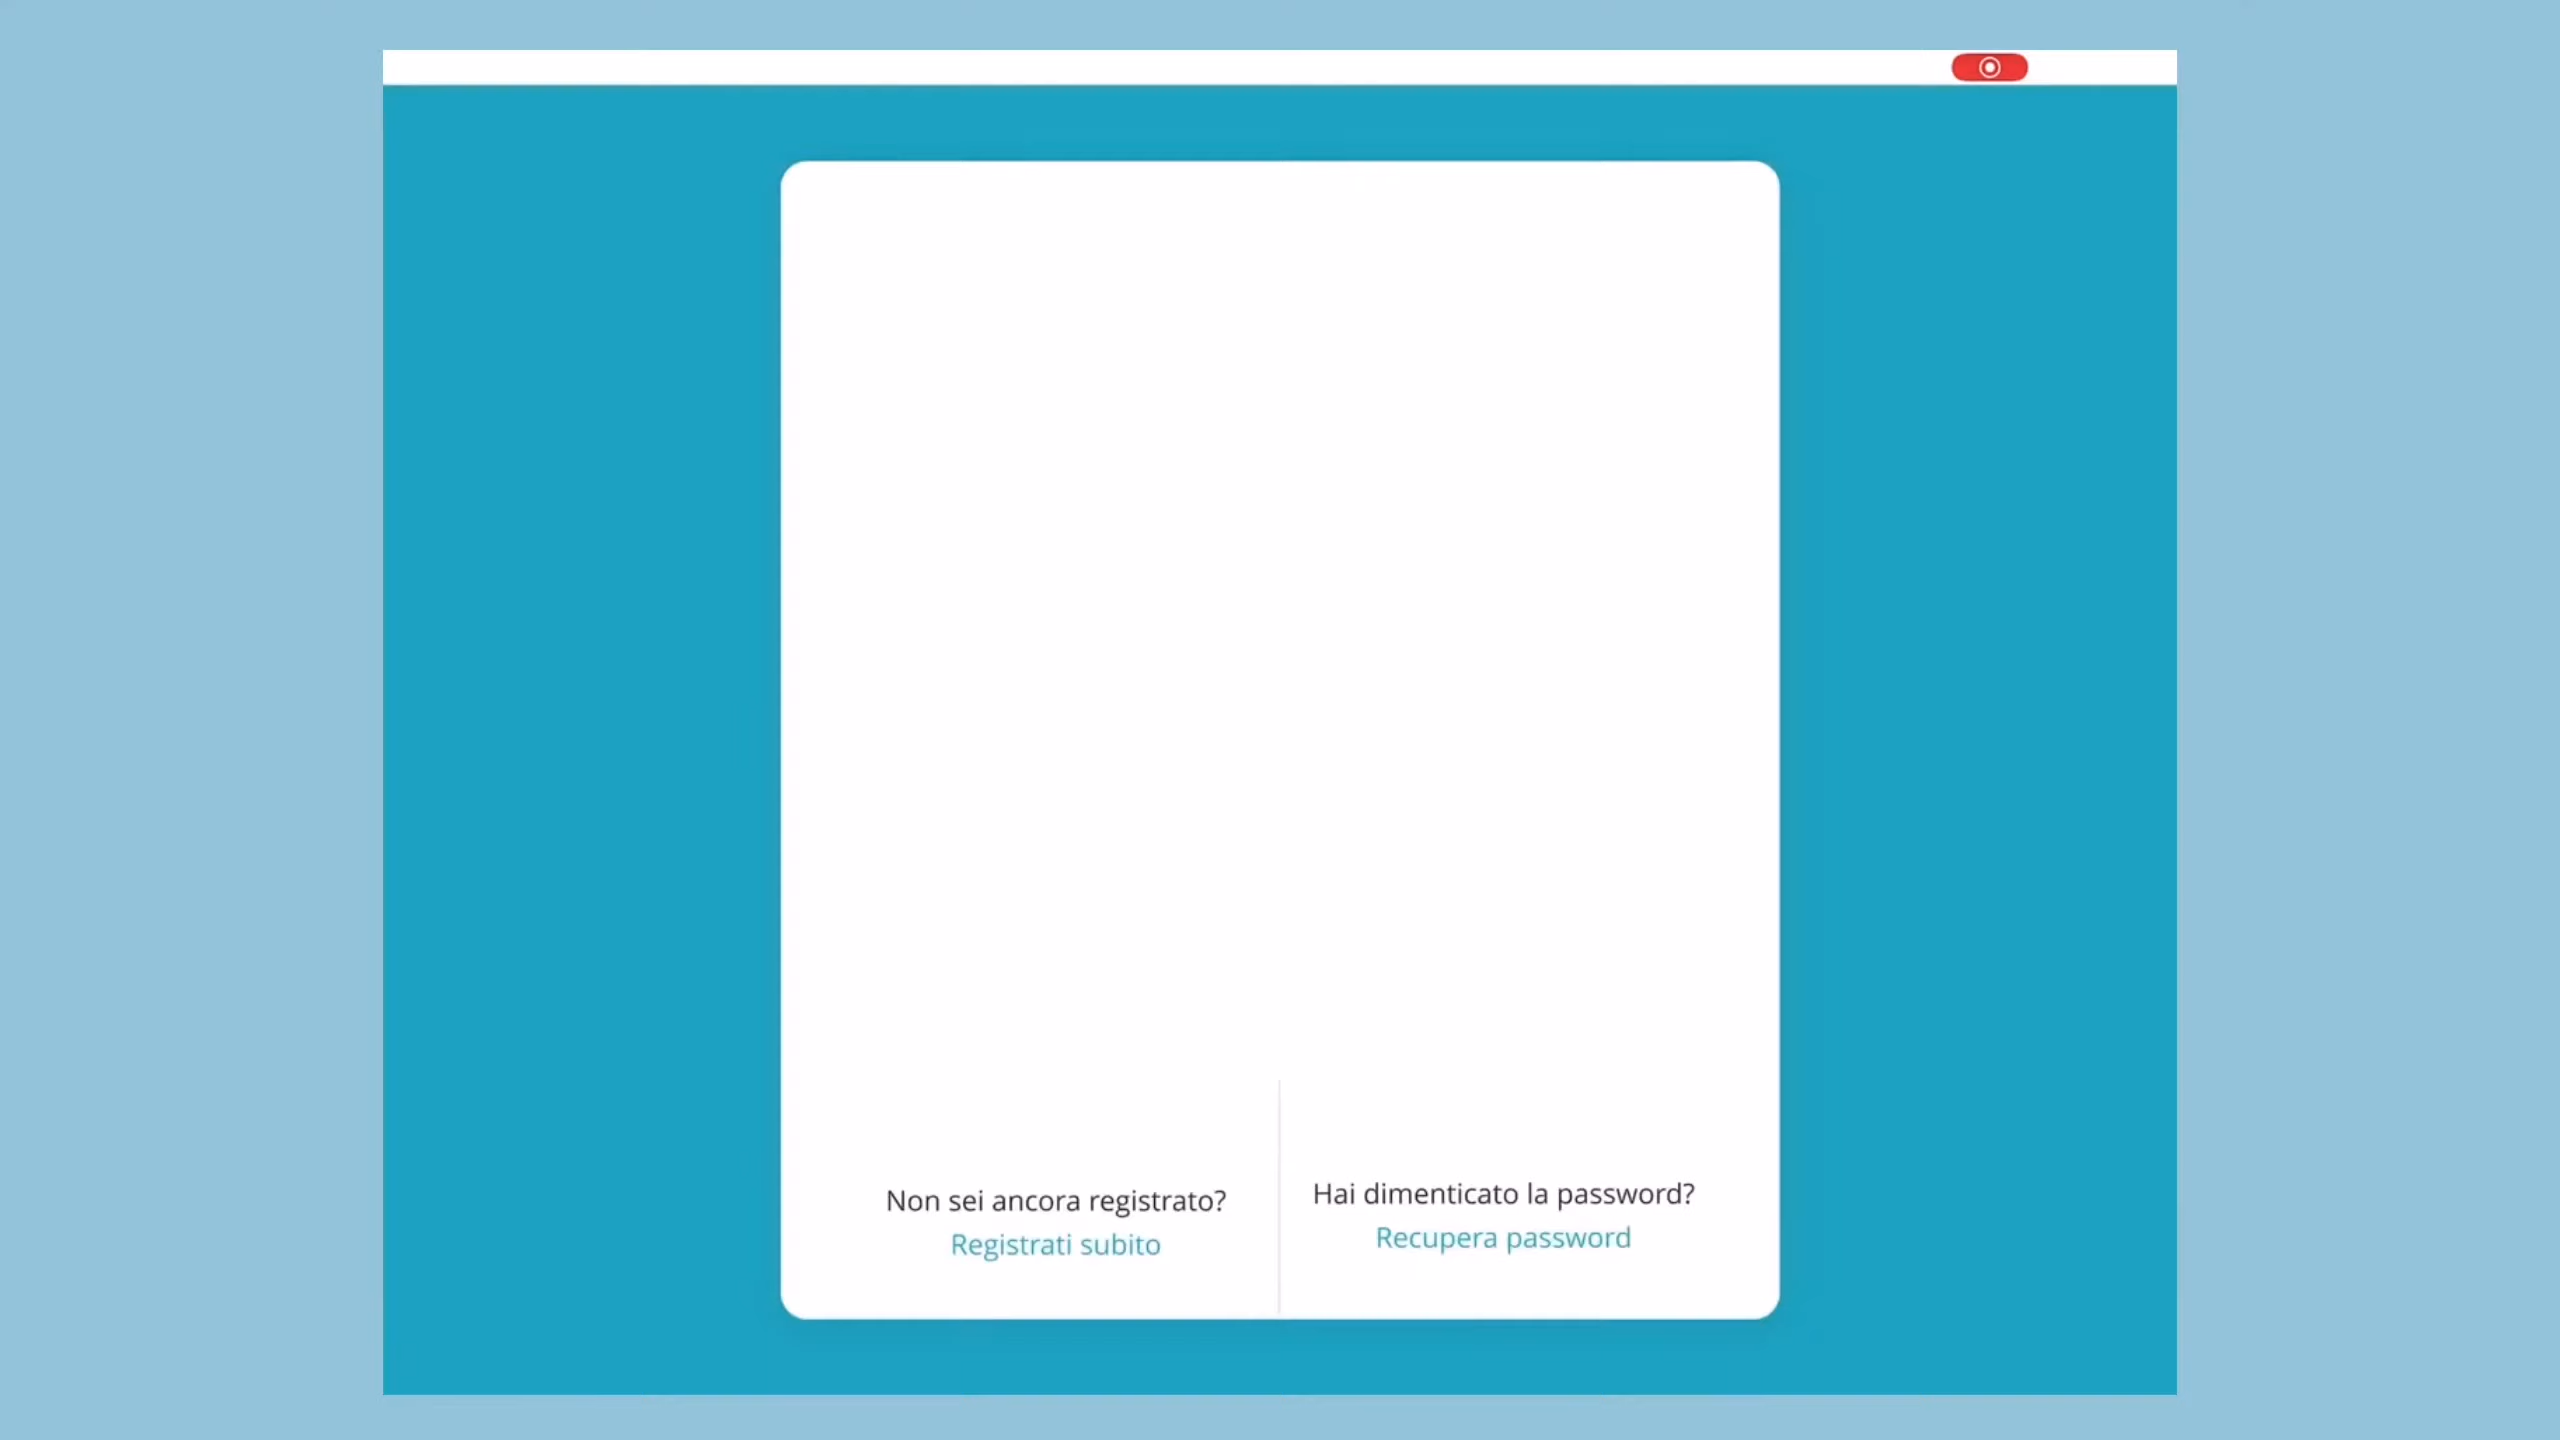 Non sei ancora registrato?
Registrati subito
Hai dimenticato la password?
Recupera password